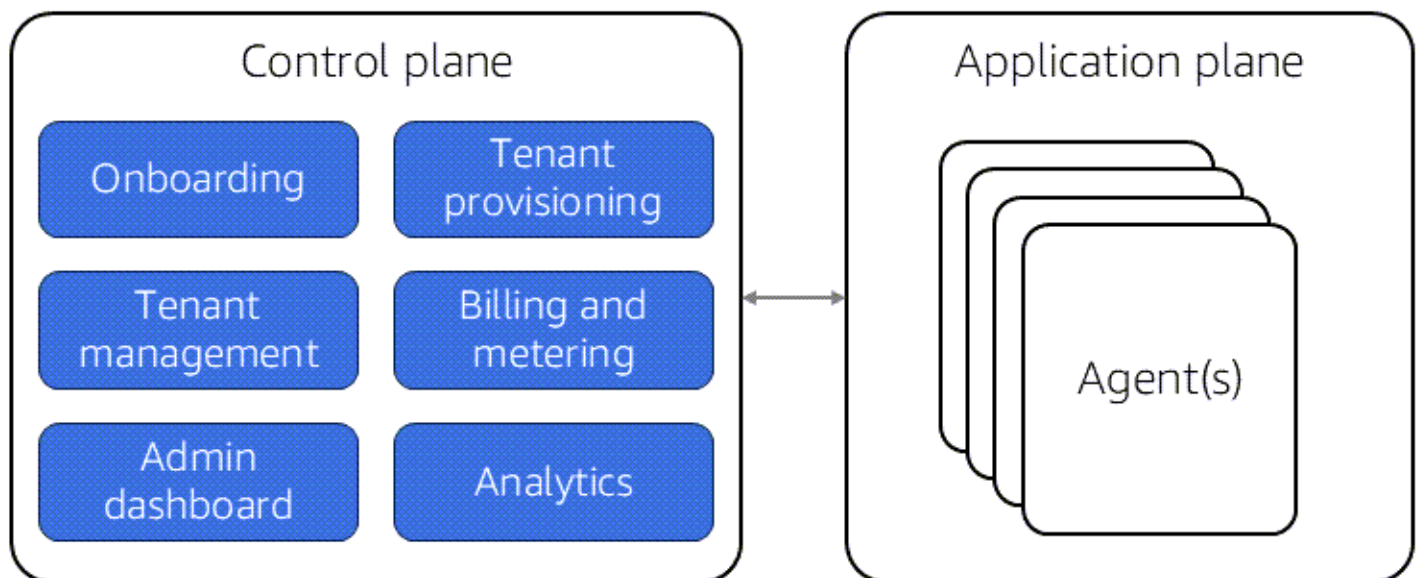 Control plane
Onboarding
Tenant
provisioning
Tenant
management
Billing and
metering
Admin
dashboard
Analytics
Application plane
Agent(s)